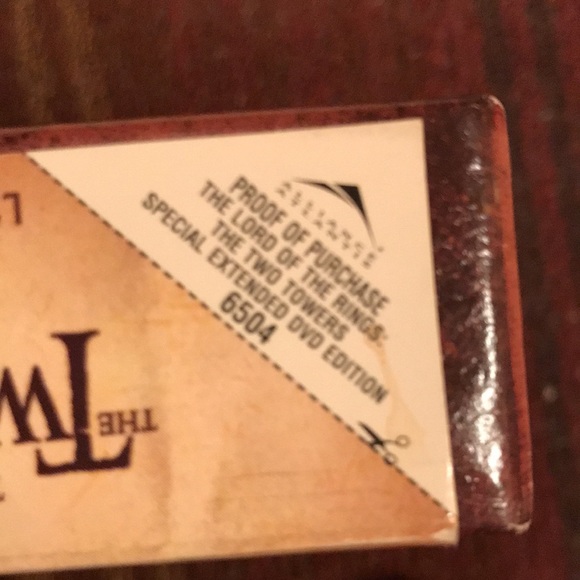 PROOF OF PURCHASE
THE LORD OF THE RINGS:
THE TWO TOWERS
SPECIAL EXTENDED DVD EDITION
6504
THE